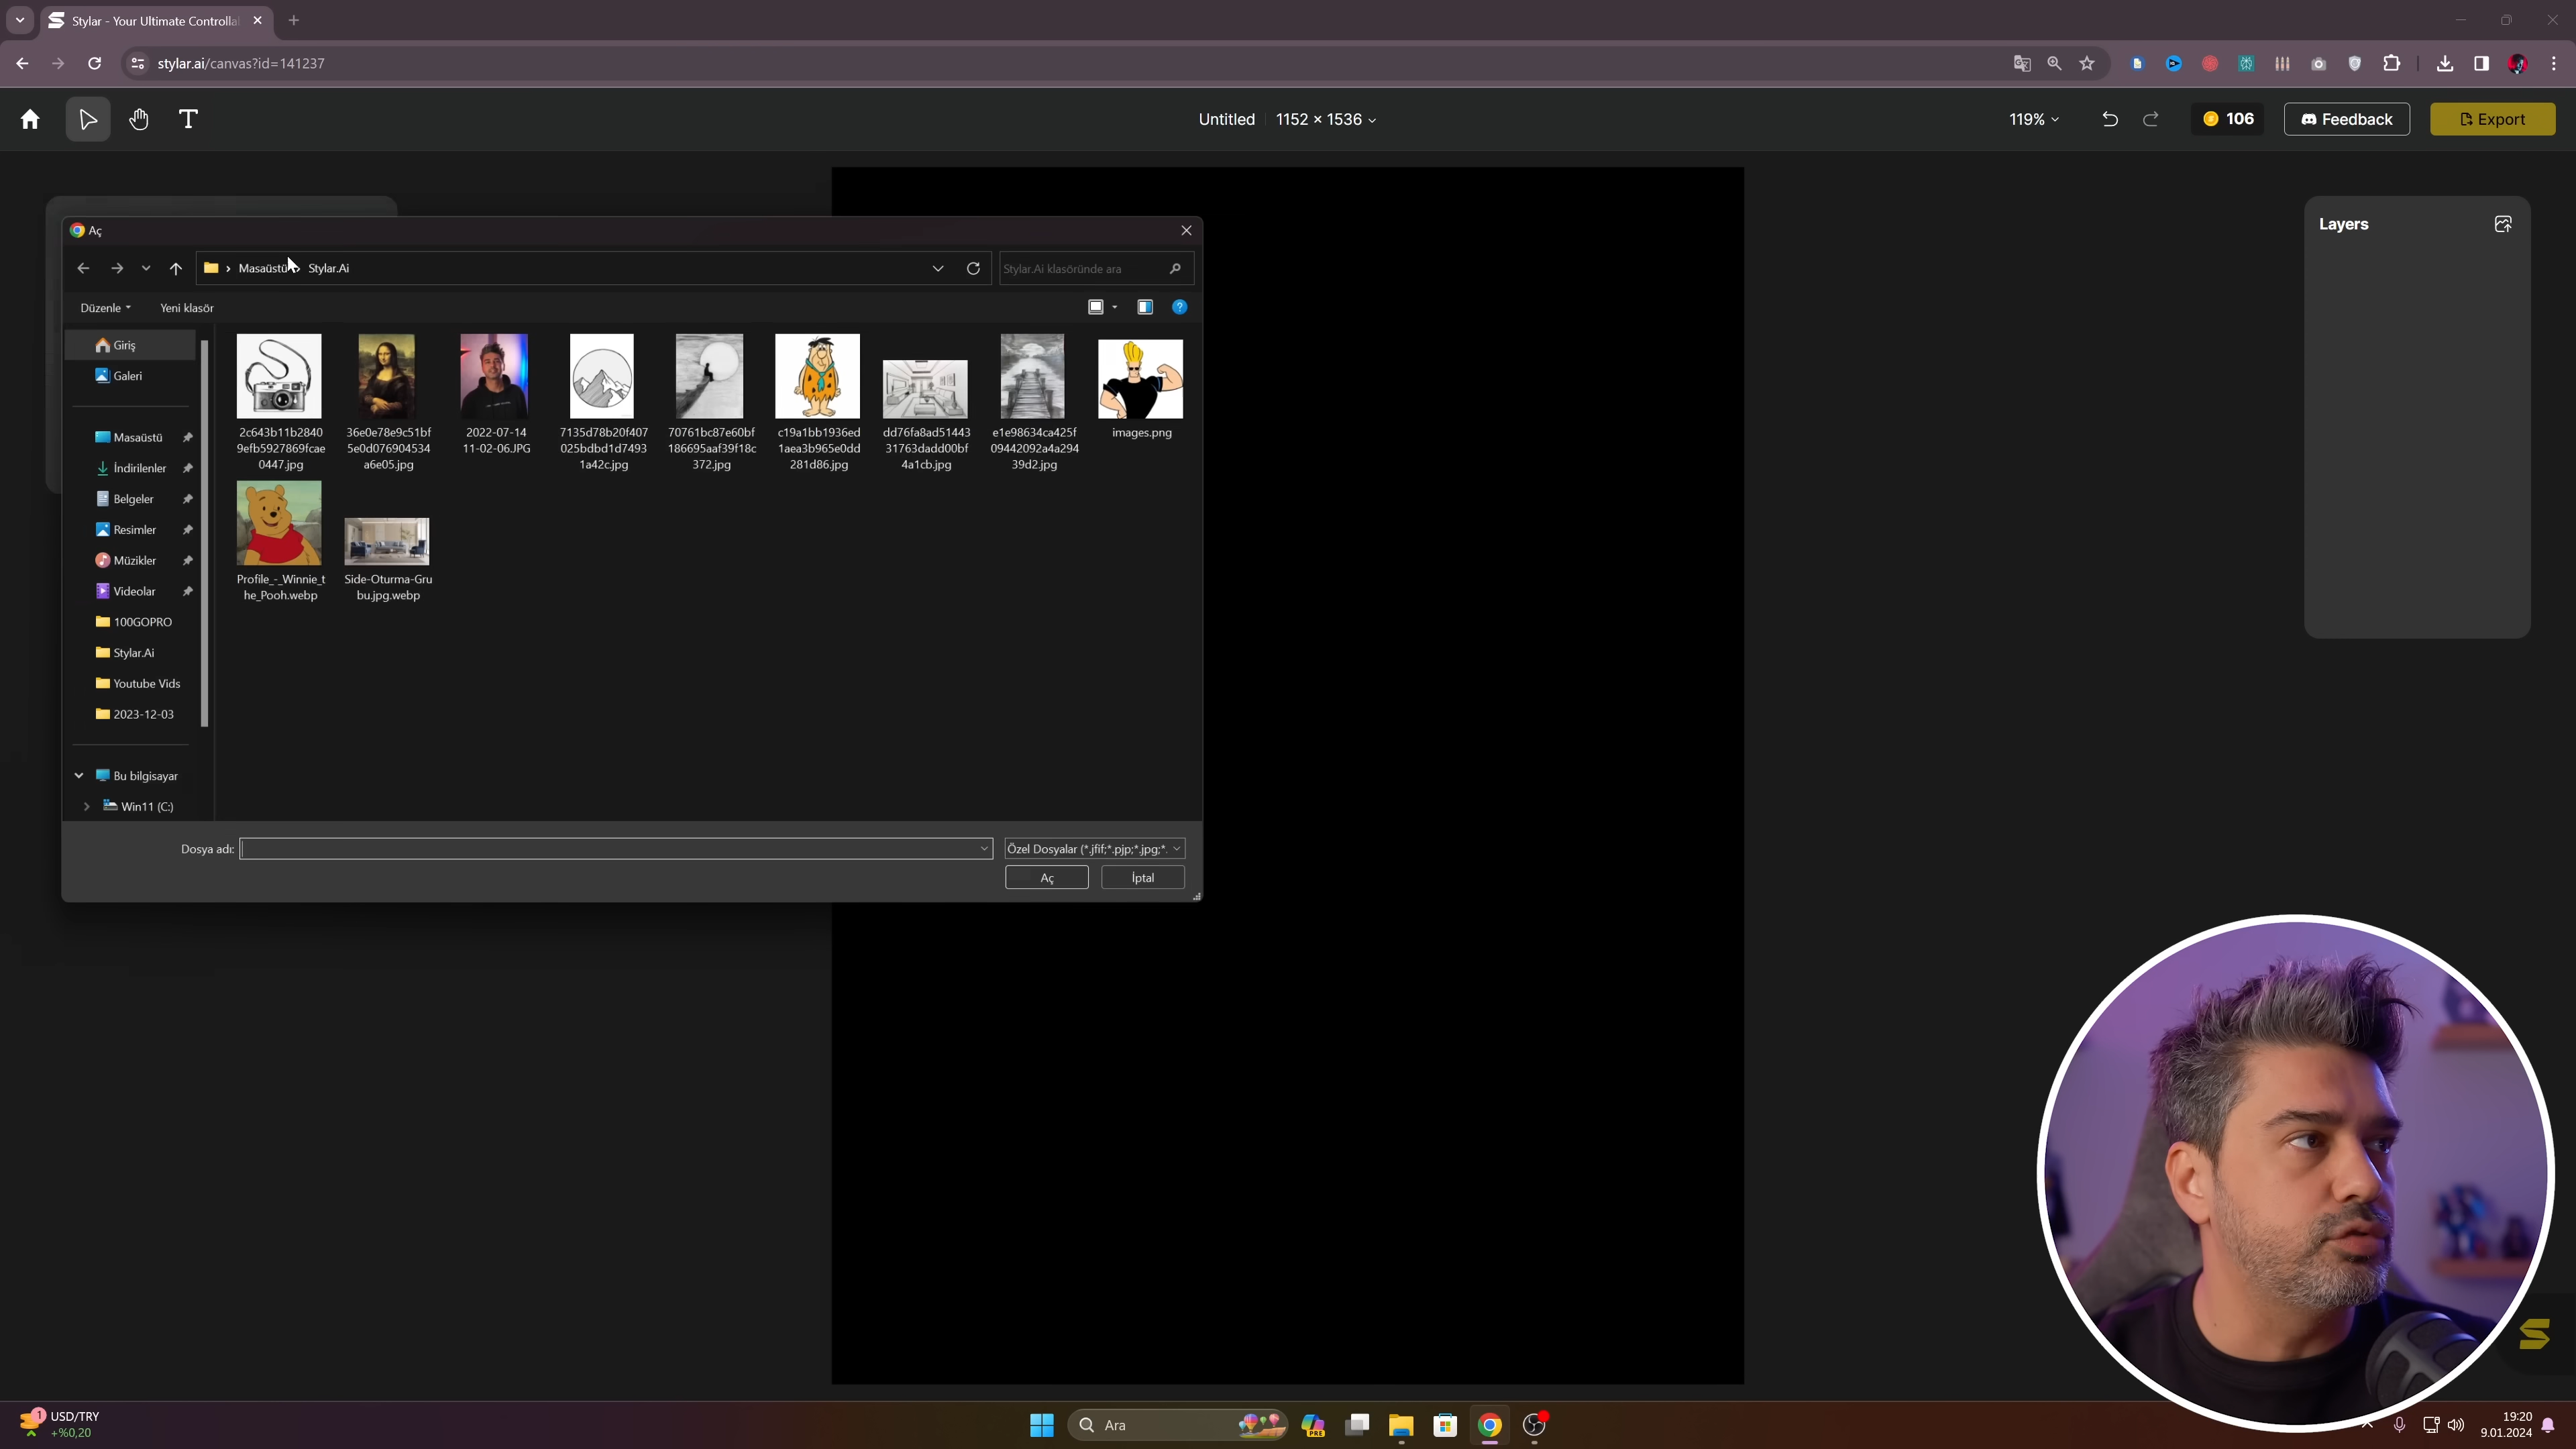 Stylar - Your Ultimate Controlla
stylar.ai/canvas?id=141237
Untitled
1152 × 1536
119%
106
Feedback
Export
Layers
Aç
Masaüstü
Stylar.Ai
Stylar.Ai klasöründe ara
Düzenle
Yeni klasör
Giriş
Galeri
Masaüstü
İndirilenler
Belgeler
Resimler
Müzikler
Videolar
100GOPRO
Stylar.Ai
Youtube Vids
2023-12-03
Bu bilgisayar
Win11 (C:)
2c643b11b2840
9efb5927869fcae
0447.jpg
36e0e78e9c51bf
5e0d076904534
a6e05.jpg
2022-07-14
11-02-06.JPG
7135d78b20f407
025bdbd1d7493
1a42c.jpg
70761bc87e60bf
186695aaf39f18c
372.jpg
c19a1bb1936ed
1aea3b965e0dd
281d86.jpg
dd76fa8ad51443
31763dadd00bf
4a1cb.jpg
e1e98634ca425f
09442092a4a294
39d2.jpg
images.png
Profile_-_Winnie_t
he_Pooh.webp
Side-Oturma-Gru
bu.jpg.webp
Dosya adı:
Özel Dosyalar (*.jfif;*.pjp;*.jpg;*.
Aç
İptal
1
USD/TRY
+%0,20
Ara
PRE
19:20
9.01.2024